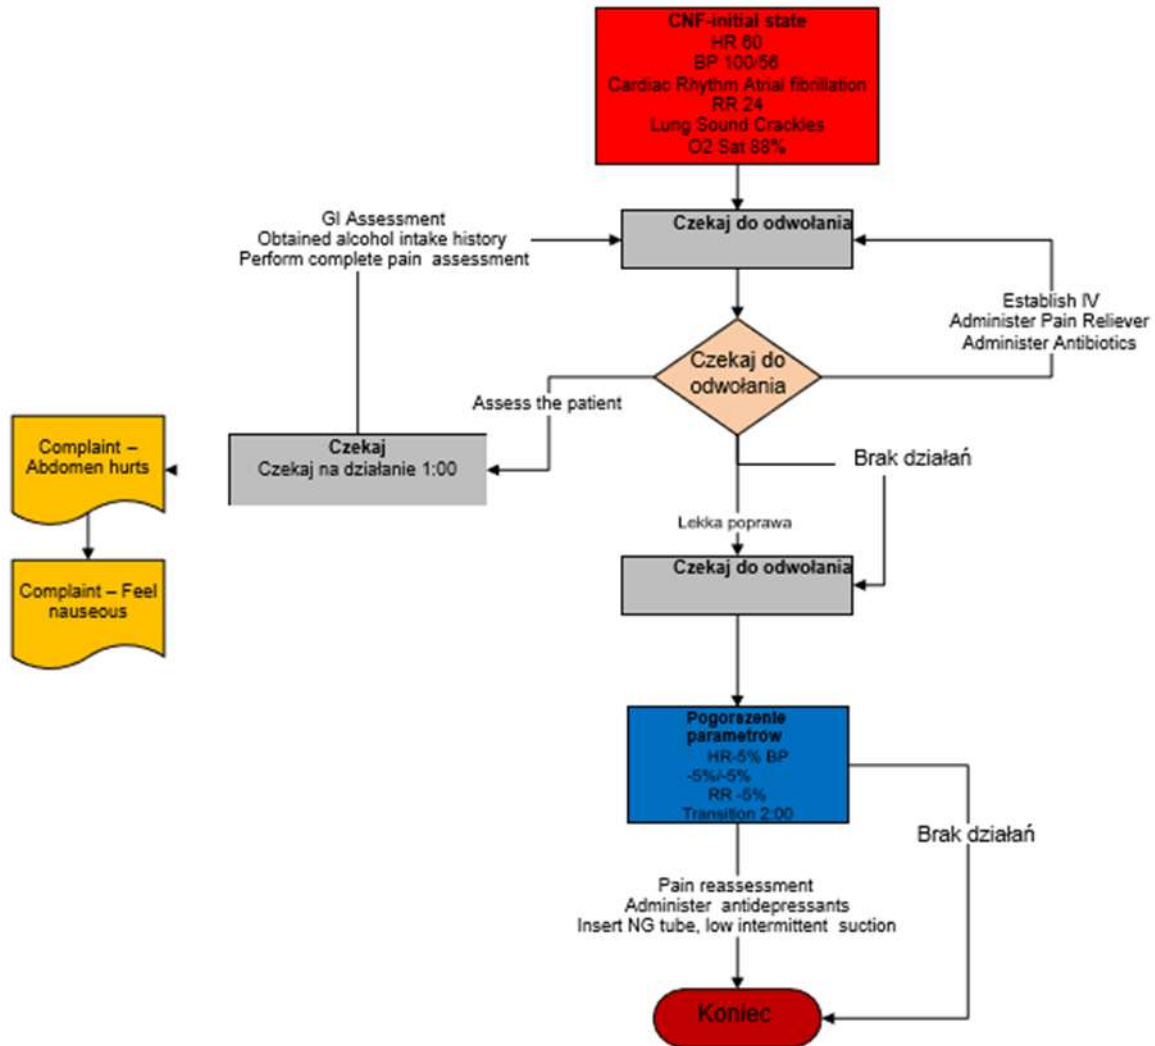 CNF-initial state
HR 60
BP 100/56
Cardiac Rhythm Atrial fibrillation
RR 24
Lung Sound Crackles
O2 Sat 88%
Czekaj do odwołania
GI Assessment
Obtained alcohol intake history
Perform complete pain assessment
Establish IV
Administer Pain Reliever
Administer Antibiotics
Czekaj do
odwołania
Assess the patient
Czekaj
Czekaj na działanie 1:00
Complaint –
Abdomen hurts
Complaint – Feel
nauseous
Brak działań
Lekka poprawa
Czekaj do odwołania
Pogorszenie
parametrów
HR-5% BP
-5%/-5%
RR -5%
Transition 2:00
Brak działań
Pain reassessment
Administer antidepressants
Insert NG tube, low intermittent suction
Koniec